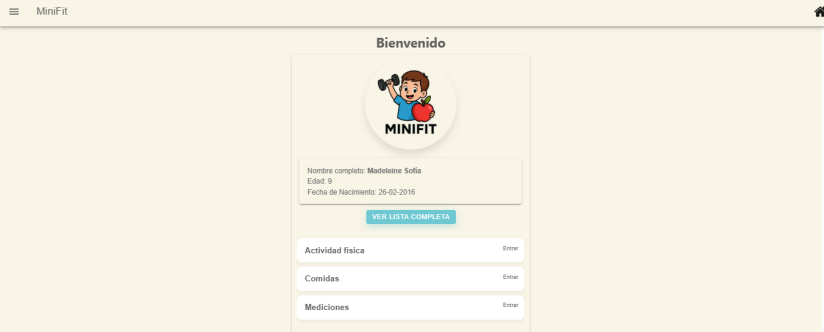 MiniFit
Bienvenido
MINIFIT
Nombre completo: Madeleine Sofía
Edad: 9
Fecha de Nacimiento: 26-02-2016
VER LISTA COMPLETA
Actividad física Entrar
Comidas Entrar
Mediciones Entrar